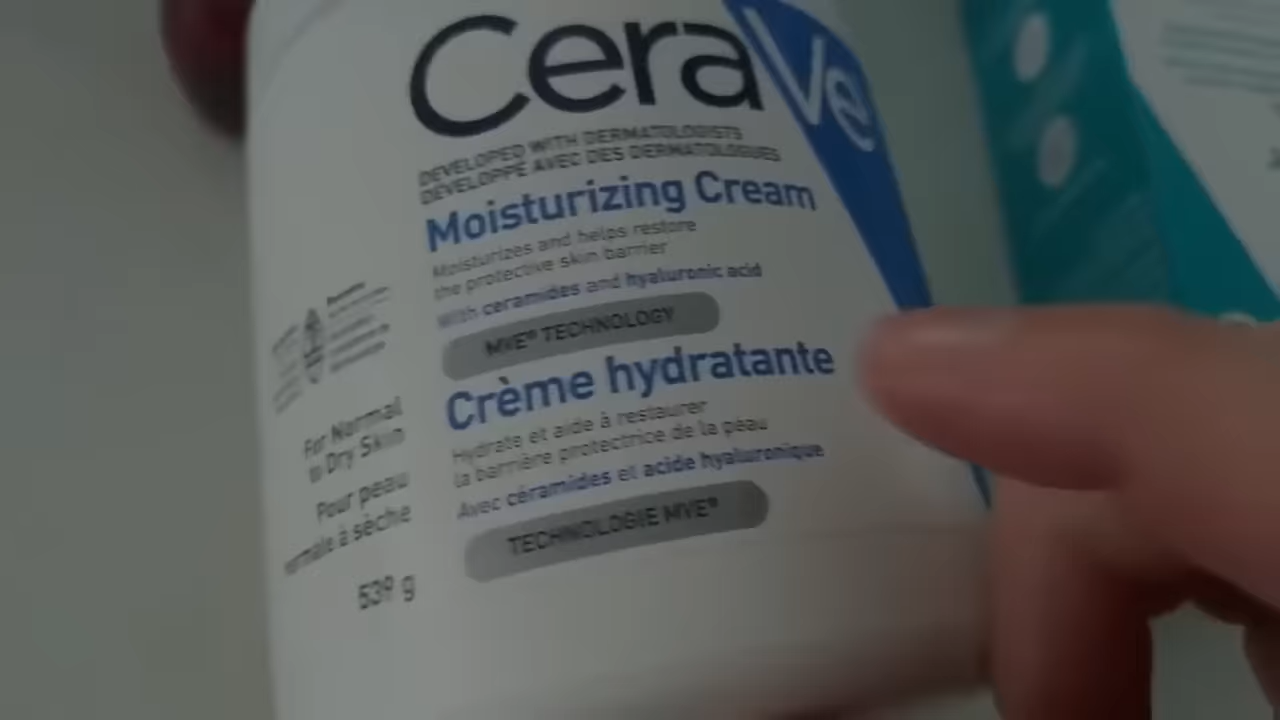 CeraVe
DEVELOPED WITH DERMATOLOGISTS
DÉVELOPPÉ AVEC DES DERMATOLOGUES
Moisturizing Cream
Moisturizes and helps restore
the protective skin barrier
With ceramides and hyaluronic acid
MVE® TECHNOLOGY
Crème hydratante
Hydrate et aide à restaurer
la barrière protectrice de la peau
Avec céramides et acide hyaluronique
TECHNOLOGIE MVE®
For Normal
to Dry Skin
Pour peau
normale à sèche
539 g